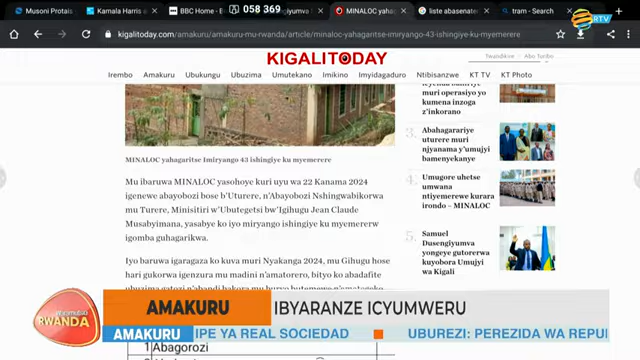 Musoni Protais
Kamala Harris a
BBC Home - B
058 369
MINALOC yahag
liste abasenate
tram - Search
RTV
kigalitoday.com/amakuru/amakuru-mu-rwanda/article/minaloc-yahagaritse-imiryango-43-ishingiye-ku-myemerere
KIGALITODAY
Twandikire
Abo Turibo
Irembo Amakuru Ubukungu Ubuzima Umutekano Imikino Imyidagaduro Ntibisanzwe KT TV KT Photo
MINALOC yahagaritse Imiryango 43 ishingiye ku myemerere
Mu ibaruwa MINALOC yasohoye kuri uyu wa 22 Kanama 2024
igenewe abayobozi bose b'Uturere, n'Abayobozi Nshingwabikorwa
mu Turere, Minisitiri w'Ubutegetsi bw'Igihugu Jean Claude
Musabyimana, yasabye ko iyo miryango ishingiye ku myemererw
igomba guhagarikwa.
Iyo baruwa igaragaza ko kuva muri Nyakanga 2024, mu Gihugu hose
hari gukorwa igenzura mu madini n'amatorero, bityo ko abadafite
muri operasiyo yo
kumena inzoga
z'inkorano
3.
Abahagarariye
uturere muri
njyanama y'umujyi
bamenyekanye
4.
Umugore uhetse
umwana
ntiyemerewe kurara
irondo – MINALOC
5.
Samuel
Dusengiyumva
yongeye gutorerwa
kuyobora Umujyi
wa Kigali
RWANDA
AMAKURU
IBYARANZE ICYUMWERU
AMAKURU
IPE YA REAL SOCIEDAD
UBUREZI: PEREZIDA WA REPU
1 Abagorozi